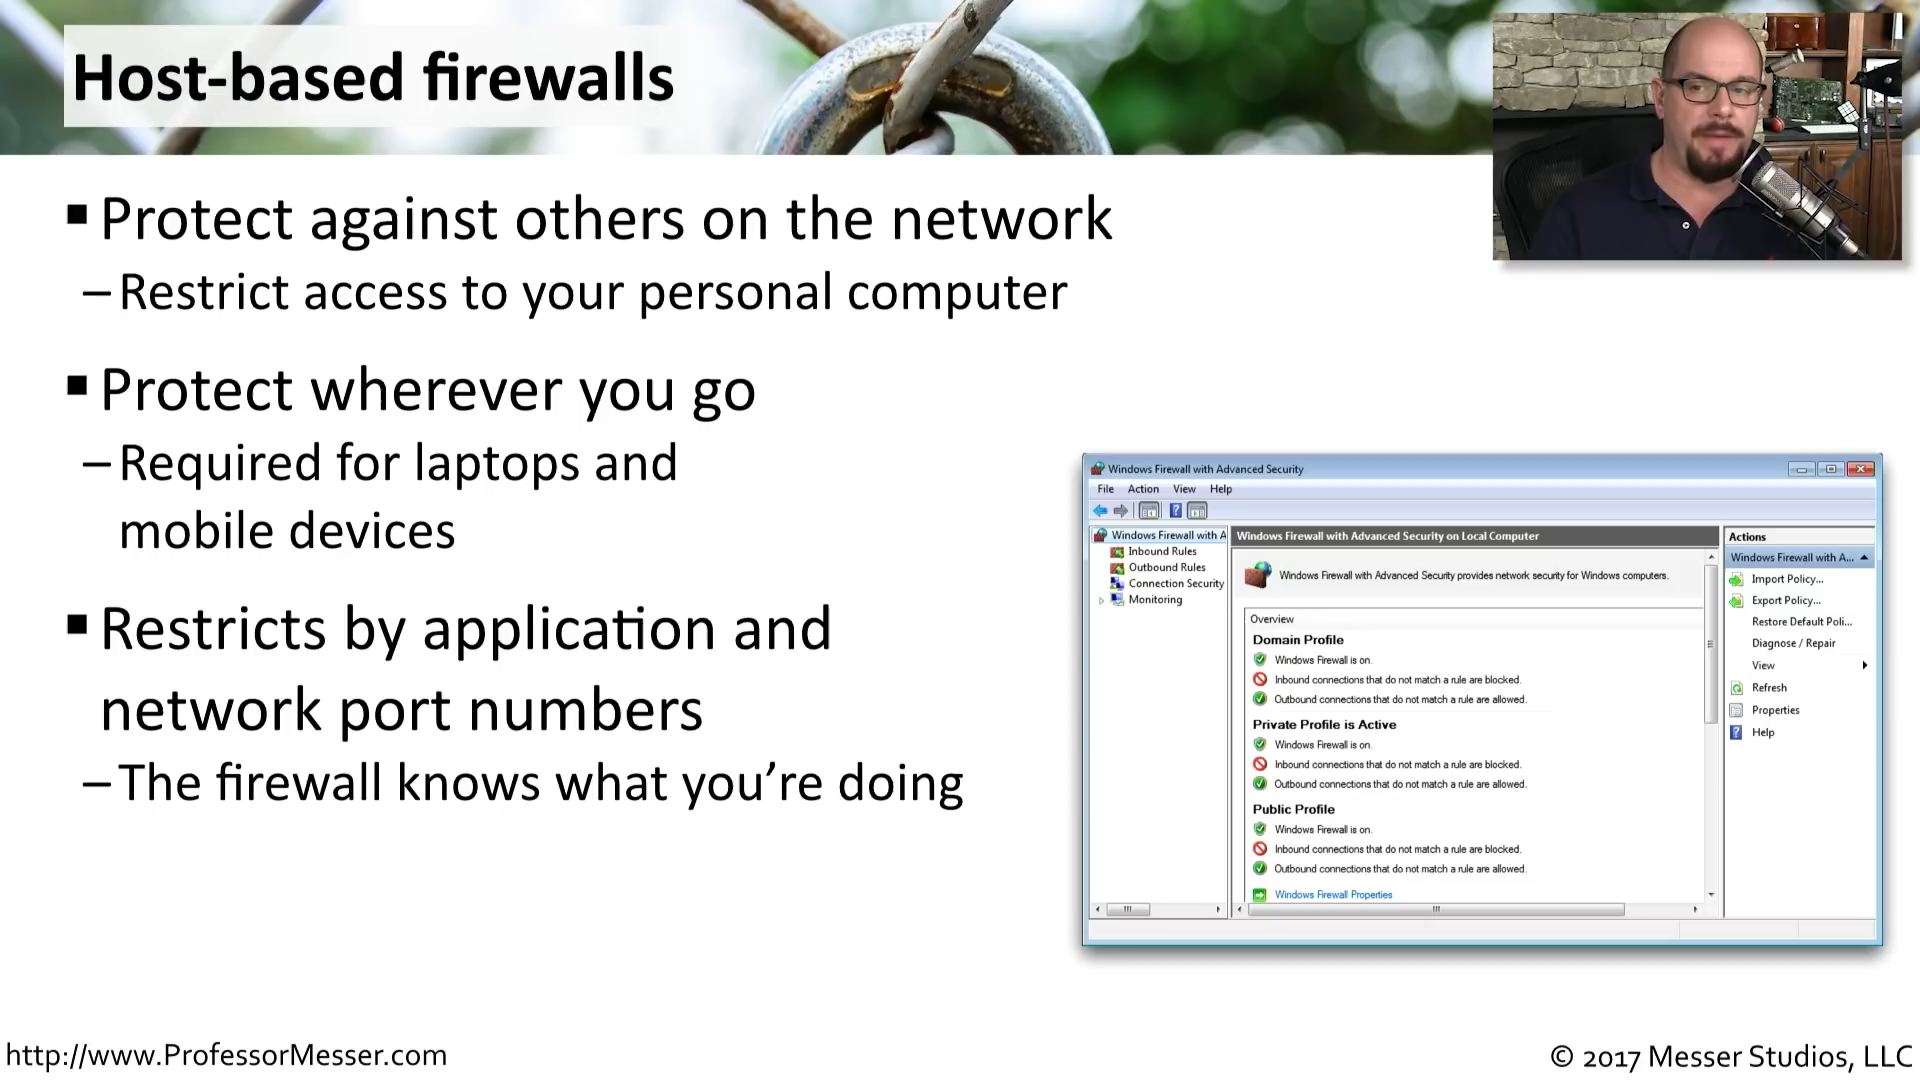 Host-based firewalls
▪ Protect against others on the network
– Restrict access to your personal computer
▪ Protect wherever you go
– Required for laptops and
mobile devices
▪ Restricts by application and
network port numbers
– The firewall knows what you’re doing
Windows Firewall with Advanced Security
File Action View Help
Windows Firewall with A
Inbound Rules
Outbound Rules
Connection Security
Monitoring
Windows Firewall with Advanced Security on Local Computer
Windows Firewall with Advanced Security provides network security for Windows computers.
Overview
Domain Profile
Windows Firewall is on.
Inbound connections that do not match a rule are blocked.
Outbound connections that do not match a rule are allowed.
Private Profile is Active
Windows Firewall is on.
Inbound connections that do not match a rule are blocked.
Outbound connections that do not match a rule are allowed.
Public Profile
Windows Firewall is on.
Inbound connections that do not match a rule are blocked.
Outbound connections that do not match a rule are allowed.
Windows Firewall Properties
Actions
Windows Firewall with A...
Import Policy...
Export Policy...
Restore Default Poli...
Diagnose / Repair
View
Refresh
Properties
Help
http://www.ProfessorMesser.com
© 2017 Messer Studios, LLC